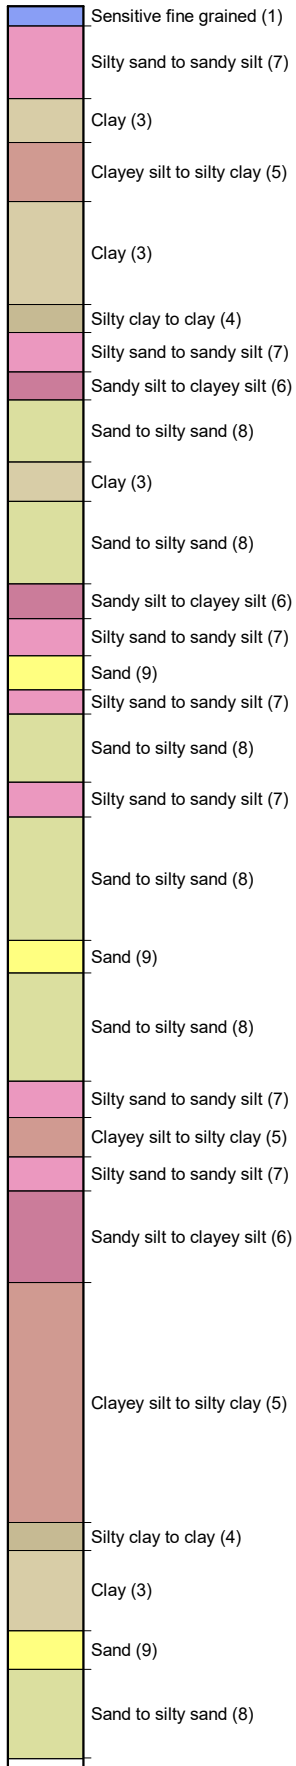 Sensitive fine grained (1)
Silty sand to sandy silt (7)
Clay (3)
Clayey silt to silty clay (5)
Clay (3)
Silty clay to clay (4)
Silty sand to sandy silt (7)
Sandy silt to clayey silt (6)
Sand to silty sand (8)
Clay (3)
Sand to silty sand (8)
Sandy silt to clayey silt (6)
Silty sand to sandy silt (7)
Sand (9)
Silty sand to sandy silt (7)
Sand to silty sand (8)
Silty sand to sandy silt (7)
Sand to silty sand (8)
Sand (9)
Sand to silty sand (8)
Silty sand to sandy silt (7)
Clayey silt to silty clay (5)
Silty sand to sandy silt (7)
Sandy silt to clayey silt (6)
Clayey silt to silty clay (5)
Silty clay to clay (4)
Clay (3)
Sand (9)
Sand to silty sand (8)